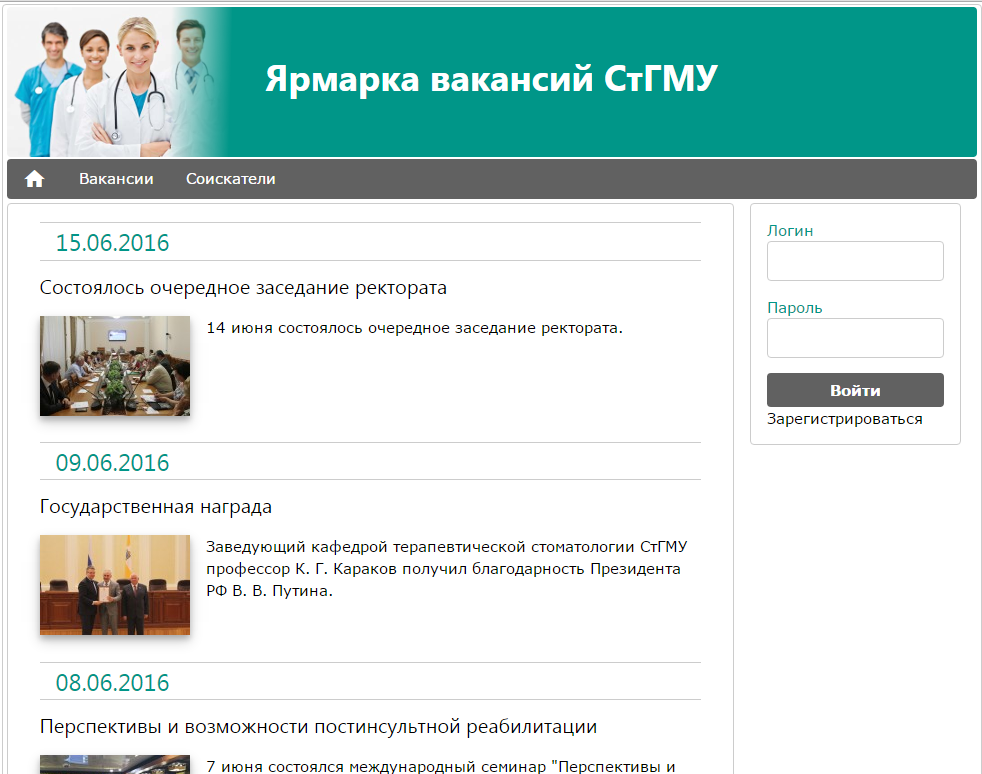 Ярмарка вакансий СтГМУ
Вакансии Соискатели
15.06.2016
Состоялось очередное заседание ректората
14 июня состоялось очередное заседание ректората.
09.06.2016
Государственная награда
Заведующий кафедрой терапевтической стоматологии СтГМУ
профессор К. Г. Караков получил благодарность Президента
РФ В. В. Путина.
08.06.2016
Перспективы и возможности постинсультной реабилитации
7 июня состоялся международный семинар "Перспективы и
Логин
Пароль
Войти
Зарегистрироваться